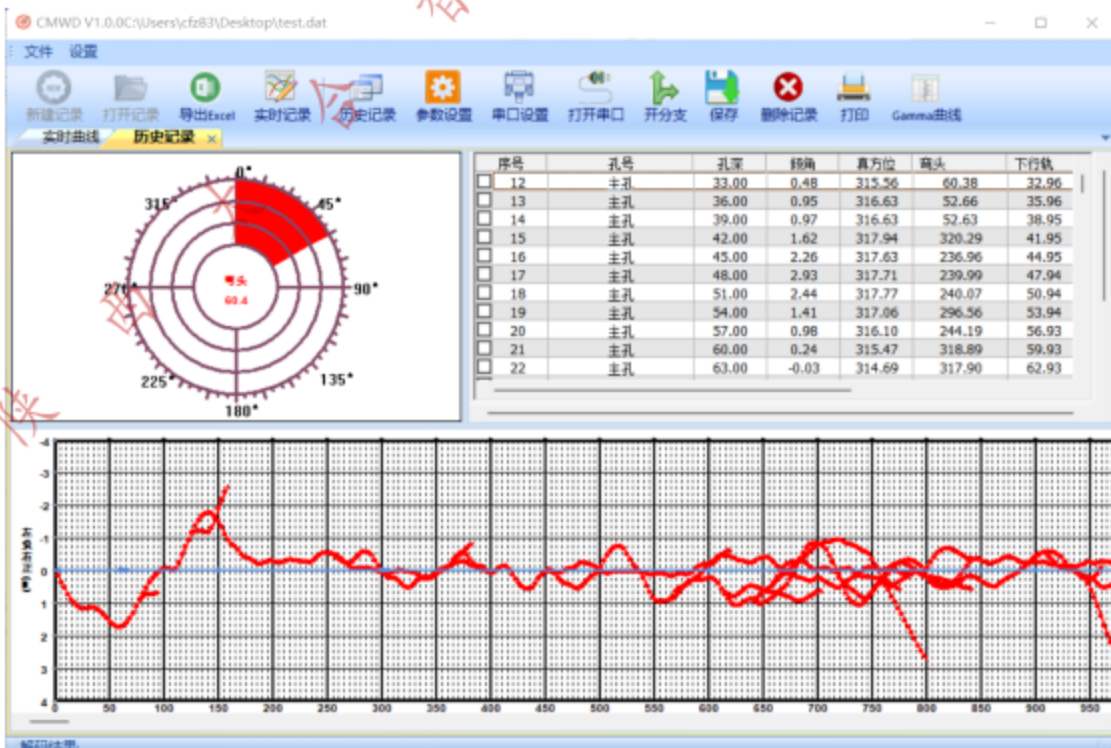 CMWD V1.0.0C:\Users\cfz83\Desktop\test.dat
文件 设置
新建记录 打开记录 导出Excel 实时记录 历史记录 参数设置 串口设置 打开串口 开分支 保存 删除记录 打印 Gamma曲线
实时曲线 历史记录
0°
45°
90°
135°
180°
225°
270°
315°
弯头
60.4
序号 孔号 孔深 倾角 真方位 弯头 下行轨
12 主孔 33.00 0.48 315.56 60.38 32.96
13 主孔 36.00 0.95 316.63 52.66 35.96
14 主孔 39.00 0.97 316.63 52.63 38.95
15 主孔 42.00 1.62 317.94 320.29 41.95
16 主孔 45.00 2.26 317.63 236.96 44.95
17 主孔 48.00 2.93 317.71 239.99 47.94
18 主孔 51.00 2.44 317.77 240.07 50.94
19 主孔 54.00 1.41 317.06 296.56 53.94
20 主孔 57.00 0.98 316.10 244.19 56.93
21 主孔 60.00 0.24 315.47 318.89 59.93
22 主孔 63.00 -0.03 314.69 317.90 62.93
左负右正(m)
-4
-3
-2
-1
0
1
2
3
4
0 50 100 150 200 250 300 350 400 450 500 550 600 650 700 750 800 850 900 950
解码结果: